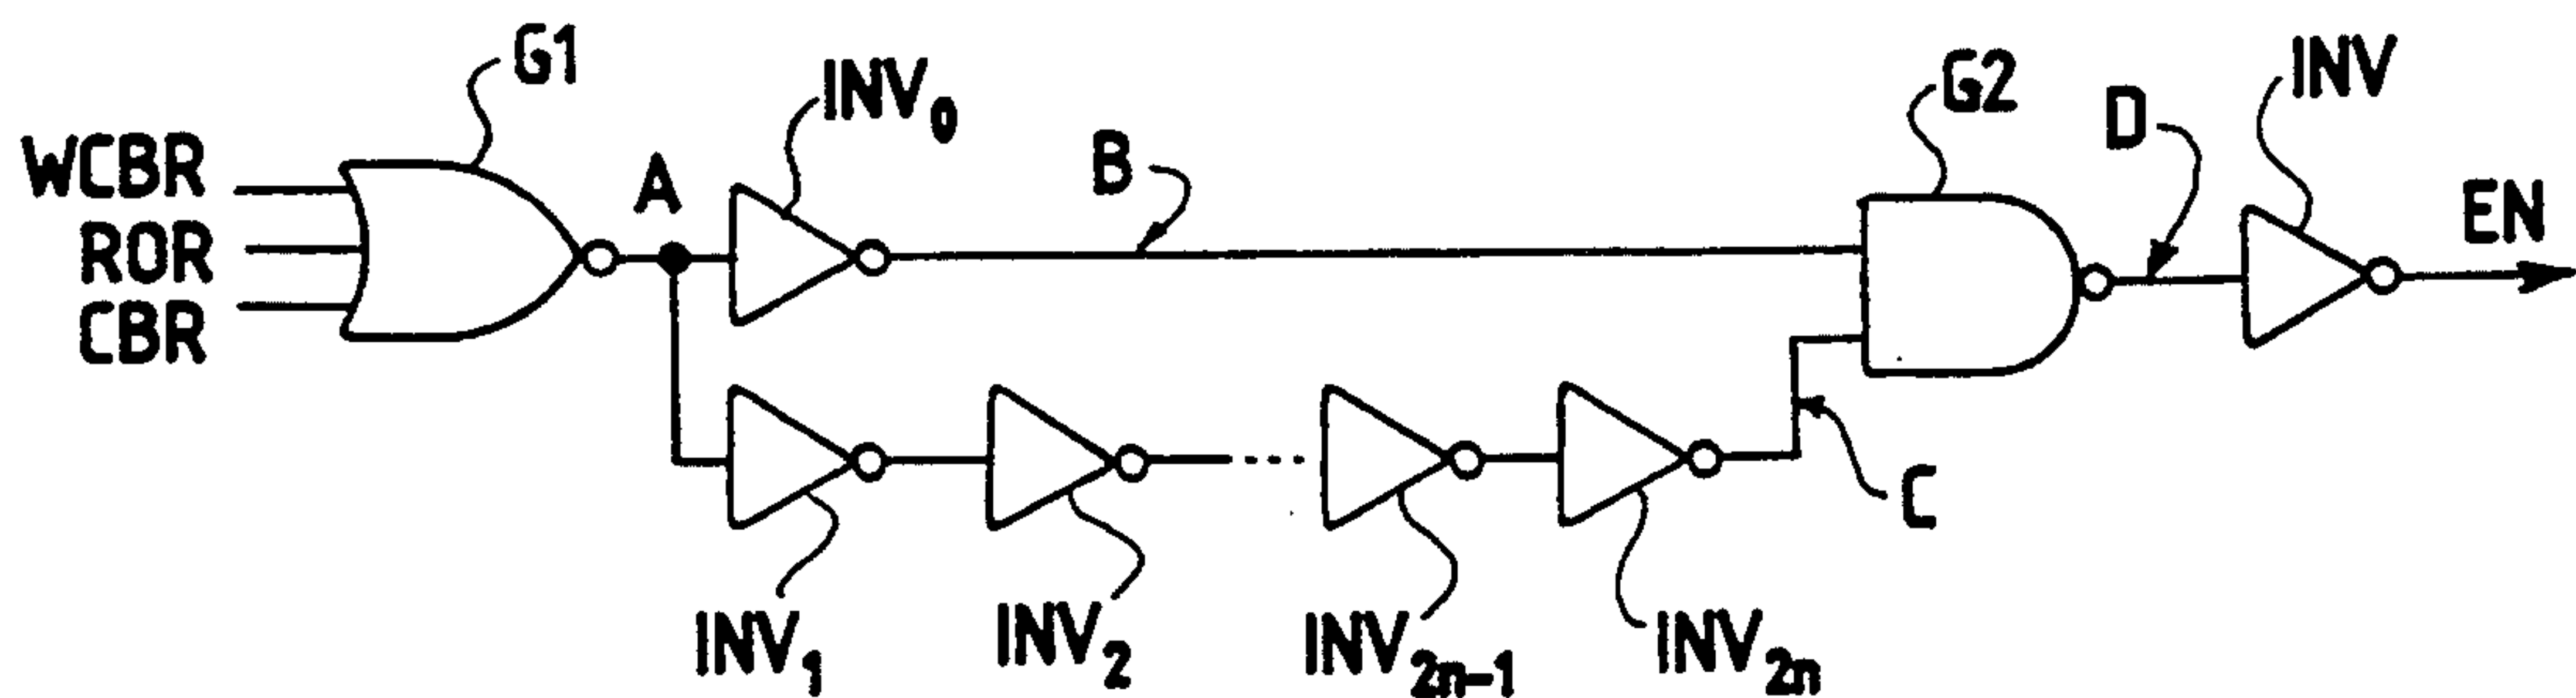 G1
INV₀
G2
INV
WCBR
A
B
D
ROR
EN
CBR
C
INV₁
INV₂
INV₂ₙ₋₁
INV₂ₙ